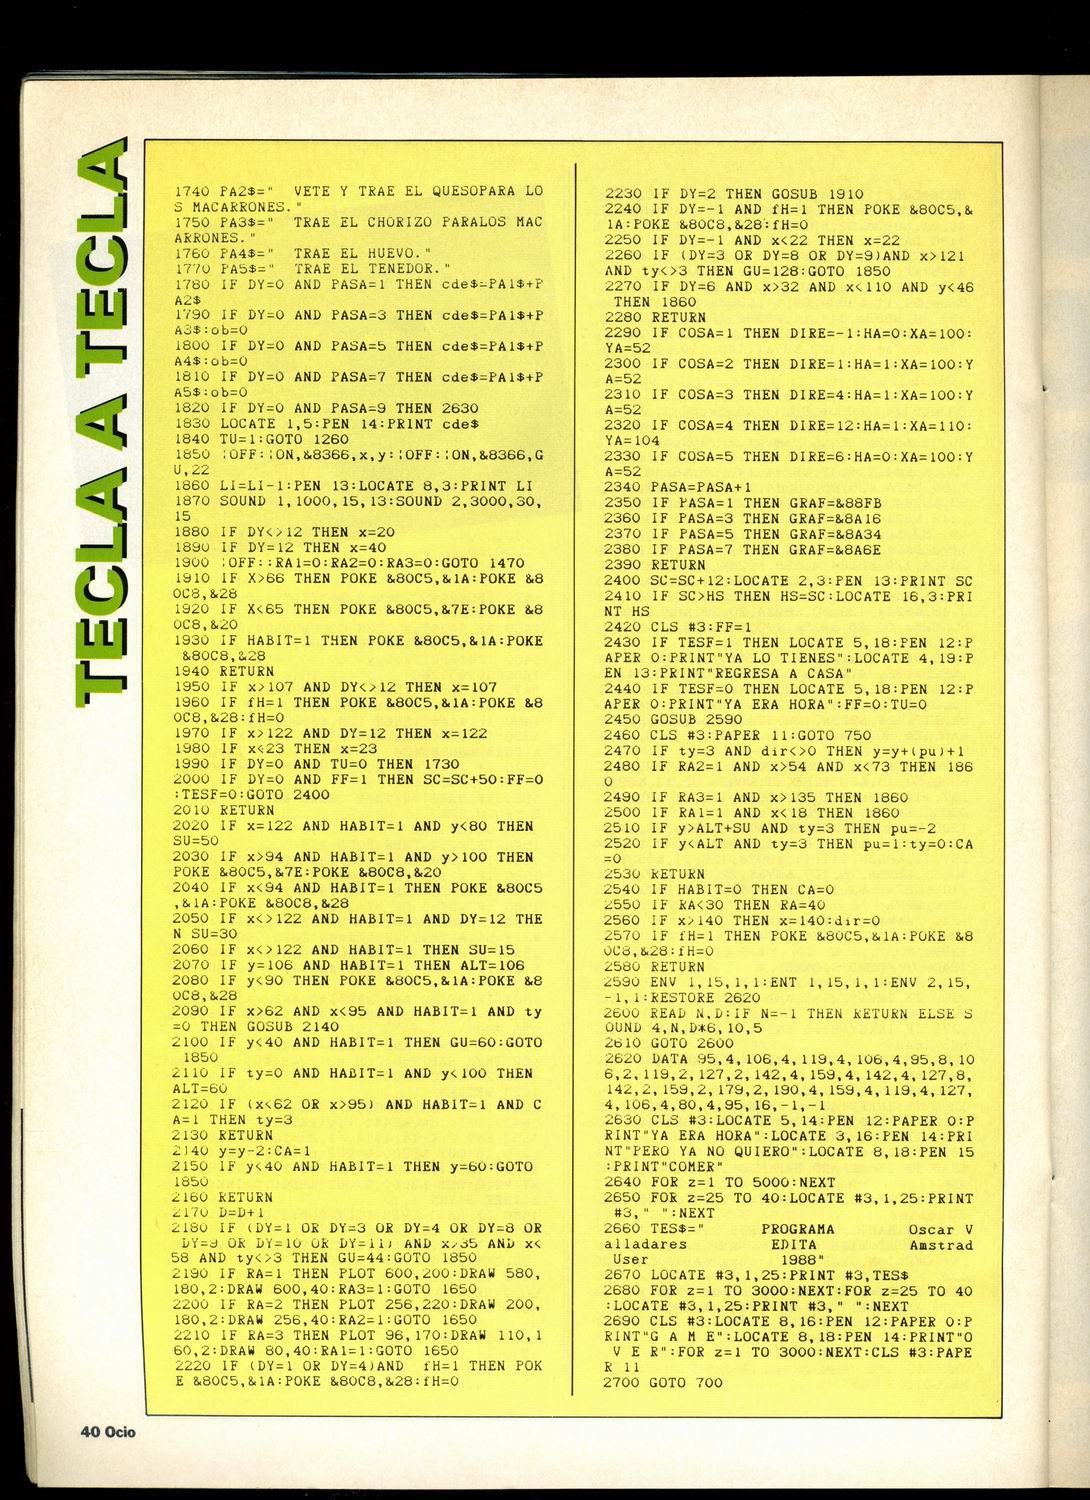 TECLA A TECLA
1740 PA2$="  VETE Y TRAE EL QUESOPARA LO
S MACARRONES."
1750 PA3$="  TRAE EL CHORIZO PARALOS MAC
ARRONES."
1760 PA4$="  TRAE EL HUEVO."
1770 PA5$="  TRAE EL TENEDOR."
1780 IF DY=0 AND PASA=1 THEN cde$=PA1$+P
A2$
1790 IF DY=0 AND PASA=3 THEN cde$=PA1$+P
A3$:ob=0
1800 IF DY=0 AND PASA=5 THEN cde$=PA1$+P
A4$:ob=0
1810 IF DY=0 AND PASA=7 THEN cde$=PA1$+P
A5$:ob=0
1820 IF DY=0 AND PASA=9 THEN 2630
1830 LOCATE 1,5:PEN 14:PRINT cde$
1840 TU=1:GOTO 1260
1850 ¦OFF:¦ON,&8366,x,y:¦OFF:¦ON,&8366,G
U,22
1860 LI=LI-1:PEN 13:LOCATE 8,3:PRINT LI
1870 SOUND 1,1000,15,13:SOUND 2,3000,30,
15
1880 IF DY<>12 THEN x=20
1890 IF DY=12 THEN x=40
1900 ¦OFF::RA1=0:RA2=0:RA3=0:GOTO 1470
1910 IF X>66 THEN POKE &80C5,&1A:POKE &8
0C8,&28
1920 IF X<65 THEN POKE &80C5,&7E:POKE &8
0C8,&20
1930 IF HABIT=1 THEN POKE &80C5,&1A:POKE
 &80C8,&28
1940 RETURN
1950 IF x>107 AND DY<>12 THEN x=107
1960 IF fH=1 THEN POKE &80C5,&1A:POKE &8
0C8,&28:fH=0
1970 IF x>122 AND DY=12 THEN x=122
1980 IF x<23 THEN x=23
1990 IF DY=0 AND TU=0 THEN 1730
2000 IF DY=0 AND FF=1 THEN SC=SC+50:FF=0
:TESF=0:GOTO 2400
2010 RETURN
2020 IF x=122 AND HABIT=1 AND y<80 THEN
SU=50
2030 IF x>94 AND HABIT=1 AND y>100 THEN
POKE &80C5,&7E:POKE &80C8,&20
2040 IF x<94 AND HABIT=1 THEN POKE &80C5
,&1A:POKE &80C8,&28
2050 IF x<>122 AND HABIT=1 AND DY=12 THE
N SU=30
2060 IF x<>122 AND HABIT=1 THEN SU=15
2070 IF y=106 AND HABIT=1 THEN ALT=106
2080 IF y<90 THEN POKE &80C5,&1A:POKE &8
0C8,&28
2090 IF x>62 AND x<95 AND HABIT=1 AND ty
=0 THEN GOSUB 2140
2100 IF y<40 AND HABIT=1 THEN GU=60:GOTO
 1850
2110 IF ty=0 AND HABIT=1 AND y<100 THEN
ALT=60
2120 IF (x<62 OR x>95) AND HABIT=1 AND C
A=1 THEN ty=3
2130 RETURN
2140 y=y-2:CA=1
2150 IF y<40 AND HABIT=1 THEN y=60:GOTO
1850
2160 RETURN
2170 D=D+1
2180 IF (DY=1 OR DY=3 OR DY=4 OR DY=8 OR
 DY=9 OR DY=10 OR DY=11) AND x>35 AND x<
58 AND ty<>3 THEN GU=44:GOTO 1850
2190 IF RA=1 THEN PLOT 600,200:DRAW 580,
180,2:DRAW 600,40:RA3=1:GOTO 1650
2200 IF RA=2 THEN PLOT 256,220:DRAW 200,
180,2:DRAW 256,40:RA2=1:GOTO 1650
2210 IF RA=3 THEN PLOT 96,170:DRAW 110,1
60,2:DRAW 80,40:RA1=1:GOTO 1650
2220 IF (DY=1 OR DY=4)AND  fH=1 THEN POK
E &80C5,&1A:POKE &80C8,&28:fH=0
2230 IF DY=2 THEN GOSUB 1910
2240 IF DY=-1 AND fH=1 THEN POKE &80C5,&
1A:POKE &80C8,&28:fH=0
2250 IF DY=-1 AND x<22 THEN x=22
2260 IF (DY=3 OR DY=8 OR DY=9)AND x>121
AND ty<>3 THEN GU=128:GOTO 1850
2270 IF DY=6 AND x>32 AND x<110 AND y<46
 THEN 1860
2280 RETURN
2290 IF COSA=1 THEN DIRE=-1:HA=0:XA=100:
YA=52
2300 IF COSA=2 THEN DIRE=1:HA=1:XA=100:Y
A=52
2310 IF COSA=3 THEN DIRE=4:HA=1:XA=100:Y
A=52
2320 IF COSA=4 THEN DIRE=12:HA=1:XA=110:
YA=104
2330 IF COSA=5 THEN DIRE=6:HA=0:XA=100:Y
A=52
2340 PASA=PASA+1
2350 IF PASA=1 THEN GRAF=&88FB
2360 IF PASA=3 THEN GRAF=&8A16
2370 IF PASA=5 THEN GRAF=&8A34
2380 IF PASA=7 THEN GRAF=&8A6E
2390 RETURN
2400 SC=SC+12:LOCATE 2,3:PEN 13:PRINT SC
2410 IF SC>HS THEN HS=SC:LOCATE 16,3:PRI
NT HS
2420 CLS #3:FF=1
2430 IF TESF=1 THEN LOCATE 5,18:PEN 12:P
APER 0:PRINT"YA LO TIENES":LOCATE 4,19:P
EN 13:PRINT"REGRESA A CASA"
2440 IF TESF=0 THEN LOCATE 5,18:PEN 12:P
APER 0:PRINT"YA ERA HORA":FF=0:TU=0
2450 GOSUB 2590
2460 CLS #3:PAPER 11:GOTO 750
2470 IF ty=3 AND dir<>0 THEN y=y+(pu)+1
2480 IF RA2=1 AND x>54 AND x<73 THEN 186
0
2490 IF RA3=1 AND x>135 THEN 1860
2500 IF RA1=1 AND x<18 THEN 1860
2510 IF y>ALT+SU AND ty=3 THEN pu=-2
2520 IF y<ALT AND ty=3 THEN pu=1:ty=0:CA
=0
2530 RETURN
2540 IF HABIT=0 THEN CA=0
2550 IF RA<30 THEN RA=40
2560 IF x>140 THEN x=140:dir=0
2570 IF fH=1 THEN POKE &80C5,&1A:POKE &8
0C8,&28:fH=0
2580 RETURN
2590 ENV 1,15,1,1:ENT 1,15,1,1:ENV 2,15,
-1,1:RESTORE 2620
2600 READ N,D:IF N=-1 THEN RETURN ELSE S
OUND 4,N,D*6,10,5
2610 GOTO 2600
2620 DATA 95,4,106,4,119,4,106,4,95,8,10
6,2,119,2,127,2,142,4,159,4,142,4,127,8,
142,2,159,2,179,2,190,4,159,4,119,4,127,
4,106,4,80,4,95,16,-1,-1
2630 CLS #3:LOCATE 5,14:PEN 12:PAPER 0:P
RINT"YA ERA HORA":LOCATE 3,16:PEN 14:PRI
NT"PERO YA NO QUIERO":LOCATE 8,18:PEN 15
:PRINT"COMER"
2640 FOR z=1 TO 5000:NEXT
2650 FOR z=25 TO 40:LOCATE #3,1,25:PRINT
 #3," ":NEXT
2660 TES$="      PROGRAMA        Oscar V
alladares         EDITA          Amstrad
 User              1988"
2670 LOCATE #3,1,25:PRINT #3,TES$
2680 FOR z=1 TO 3000:NEXT:FOR z=25 TO 40
:LOCATE #3,1,25:PRINT #3," ":NEXT
2690 CLS #3:LOCATE 8,16:PEN 12:PAPER 0:P
RINT"G A M E":LOCATE 8,18:PEN 14:PRINT"O
 V E R":FOR z=1 TO 3000:NEXT:CLS #3:PAPE
R 11
2700 GOTO 700
40 Ocio